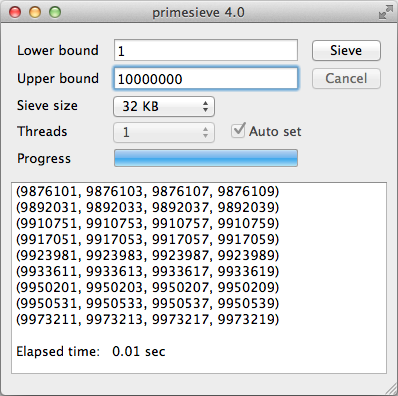 primesieve 4.0
Lower bound 1 Sieve
Upper bound 10000000 Cancel
Sieve size 32 KB
Threads 1 Auto set
Progress
(9876101, 9876103, 9876107, 9876109)
(9892031, 9892033, 9892037, 9892039)
(9910751, 9910753, 9910757, 9910759)
(9917051, 9917053, 9917057, 9917059)
(9923981, 9923983, 9923987, 9923989)
(9933611, 9933613, 9933617, 9933619)
(9950201, 9950203, 9950207, 9950209)
(9950531, 9950533, 9950537, 9950539)
(9973211, 9973213, 9973217, 9973219)
Elapsed time: 0.01 sec